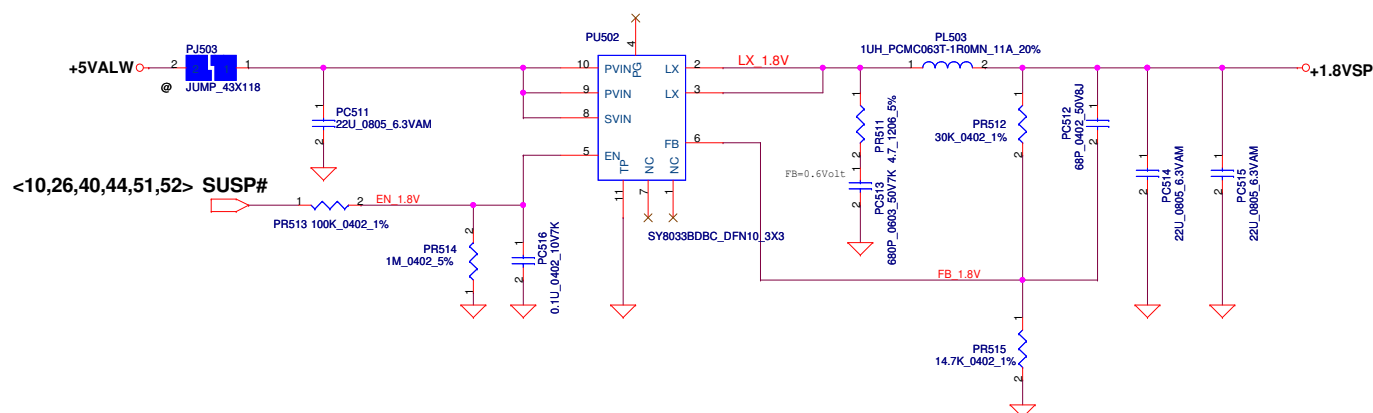 PJ503
+5VALW
2
2
1
1
@
JUMP_43X118
PC511
22U_0805_6.3VAM
1
2
PU502
4
PG
10
PVIN
9
PVIN
8
SVIN
5
EN
TP
11
NC
7
NC
1
LX
2
LX
3
FB
6
SY8033BDBC_DFN10_3X3
LX_1.8V
PL503
1UH_PCMC063T-1R0MN_11A_20%
1
2
+1.8VSP
1
2
PR511
4.7_1206_5%
FB=0.6Volt
1
2
PC513
680P_0603_50V7K
1
PR512
30K_0402_1%
2
1
PC512
68P_0402_50V8J
2
1
PC514
22U_0805_6.3VAM
2
1
PC515
22U_0805_6.3VAM
2
<10,26,40,44,51,52> SUSP#
1
2
EN_1.8V
PR513 100K_0402_1%
2
PR514
1M_0402_5%
1
1
PC516
0.1U_0402_10V7K
2
FB_1.8V
1
PR515
14.7K_0402_1%
2